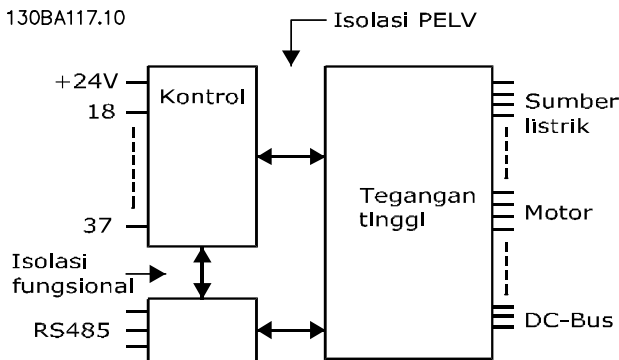 130BA117.10
Isolasi PELV
+24V
18
37
Kontrol
Tegangan
tInggI
Sumber
listrik
Motor
DC-Bus
Isolasi
fungsional
RS485